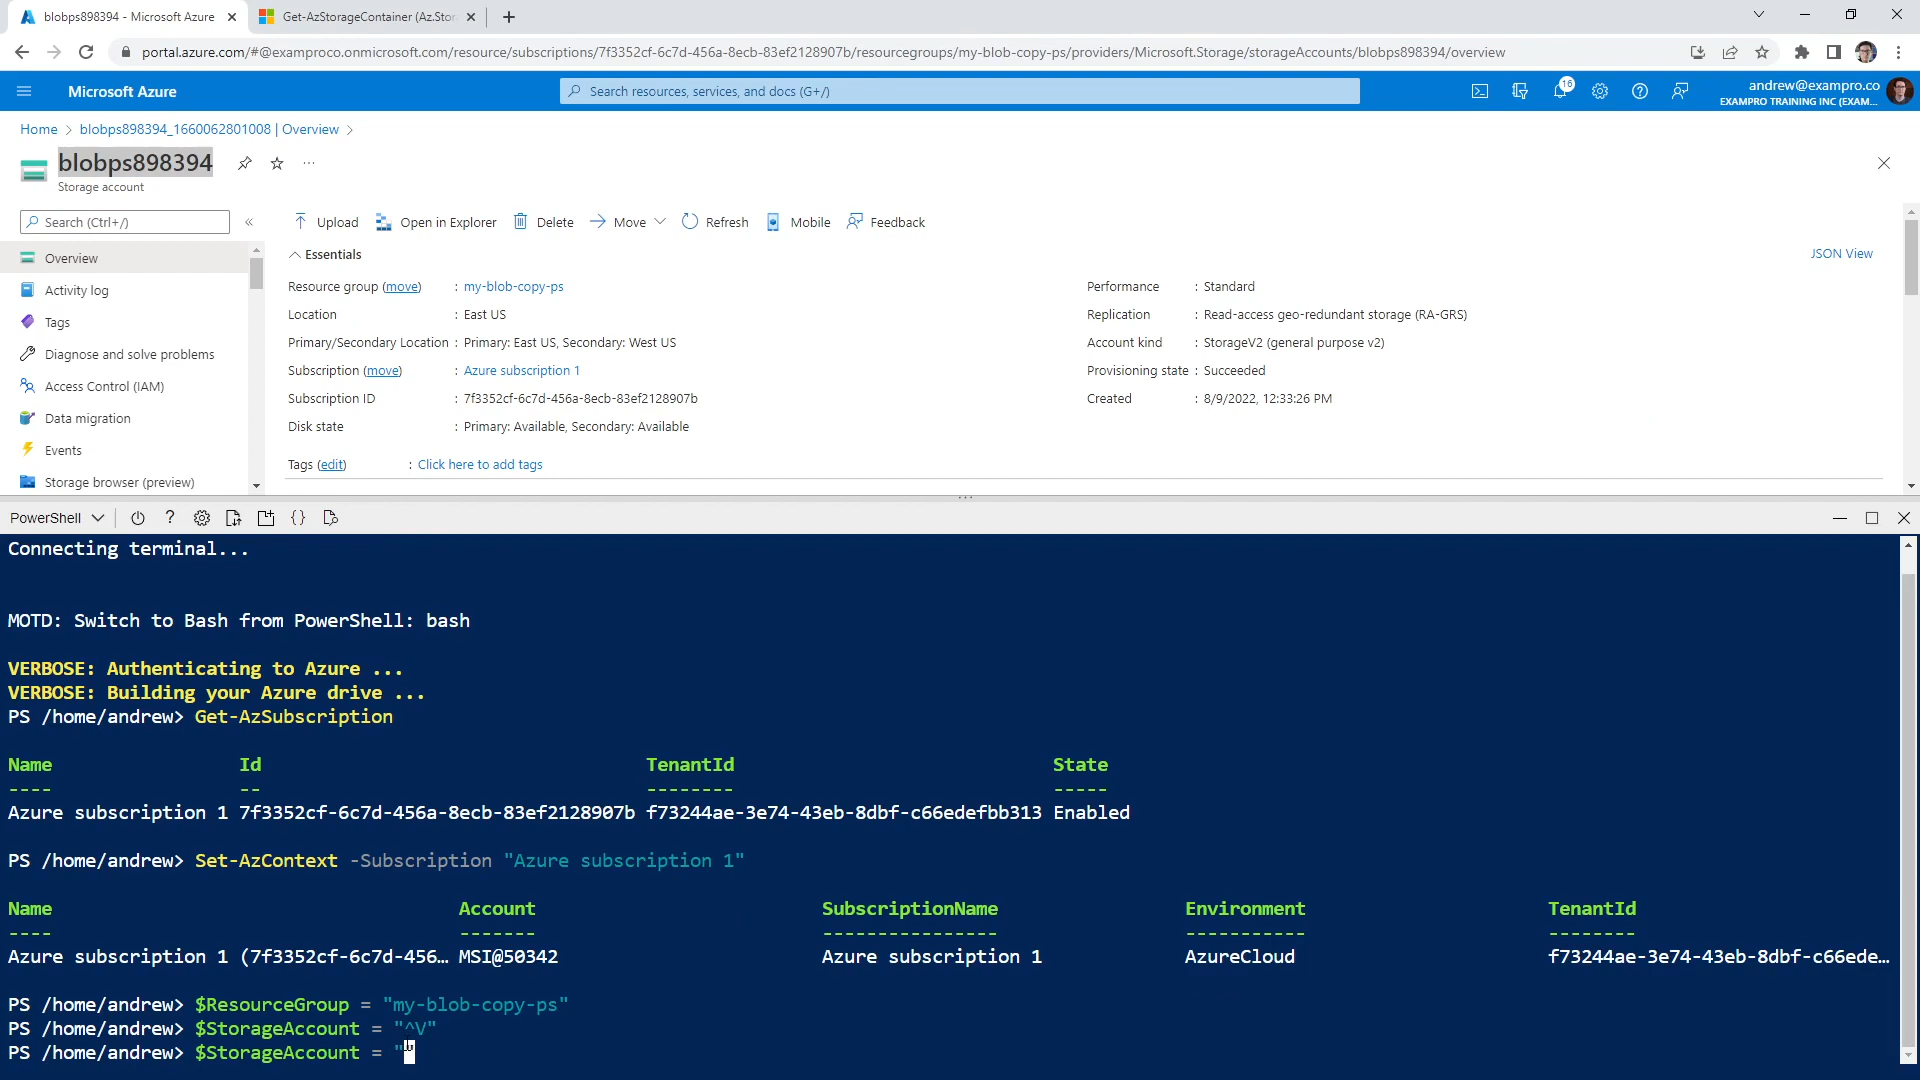 blobps898394 - Microsoft Azure
Get-AzStorageContainer (Az.Stor
portal.azure.com/#@examproco.onmicrosoft.com/resource/subscriptions/7f3352cf-6c7d-456a-8ecb-83ef2128907b/resourcegroups/my-blob-copy-ps/providers/Microsoft.Storage/storageAccounts/blobps898394/overview
Microsoft Azure
Search resources, services, and docs (G+/)
16
andrew@exampro.co
EXAMPRO TRAINING INC (EXAM...
Home > blobps898394_1660062801008 | Overview >
blobps898394
Storage account
Search (Ctrl+/)
Upload
Open in Explorer
Delete
Move
Refresh
Mobile
Feedback
Overview
Activity log
Tags
Diagnose and solve problems
Access Control (IAM)
Data migration
Events
Storage browser (preview)
Essentials
JSON View
Resource group (move) : my-blob-copy-ps
Location : East US
Primary/Secondary Location : Primary: East US, Secondary: West US
Subscription (move) : Azure subscription 1
Subscription ID : 7f3352cf-6c7d-456a-8ecb-83ef2128907b
Disk state : Primary: Available, Secondary: Available
Tags (edit) : Click here to add tags
Performance : Standard
Replication : Read-access geo-redundant storage (RA-GRS)
Account kind : StorageV2 (general purpose v2)
Provisioning state : Succeeded
Created : 8/9/2022, 12:33:26 PM
PowerShell
Connecting terminal...
MOTD: Switch to Bash from PowerShell: bash
VERBOSE: Authenticating to Azure ...
VERBOSE: Building your Azure drive ...
PS /home/andrew> Get-AzSubscription
Name Id TenantId State
---- -- -------- -----
Azure subscription 1 7f3352cf-6c7d-456a-8ecb-83ef2128907b f73244ae-3e74-43eb-8dbf-c66edefbb313 Enabled
PS /home/andrew> Set-AzContext -Subscription "Azure subscription 1"
Name Account SubscriptionName Environment TenantId
---- ------- ---------------- ----------- --------
Azure subscription 1 (7f3352cf-6c7d-456… MSI@50342 Azure subscription 1 AzureCloud f73244ae-3e74-43eb-8dbf-c66ede…
PS /home/andrew> $ResourceGroup = "my-blob-copy-ps"
PS /home/andrew> $StorageAccount = "^V"
PS /home/andrew> $StorageAccount = ""